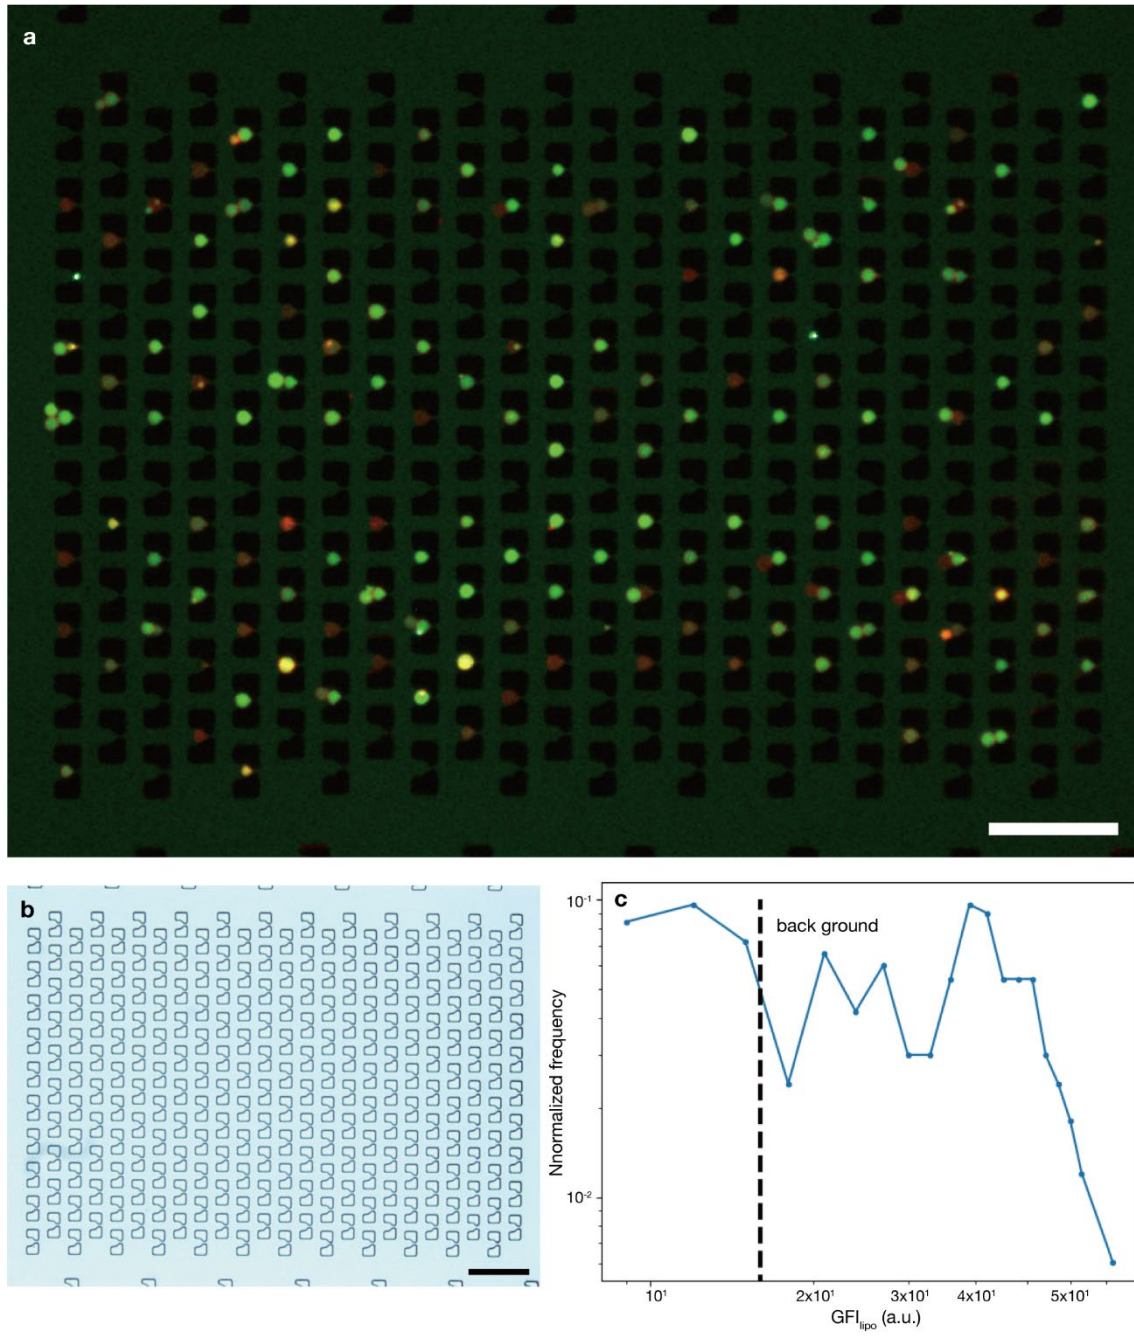 a
b
c
back ground
Nnormalized frequency
10⁻¹
10⁻²
10¹
2x10¹
3x10¹
4x10¹
5x10¹
GFI_lipo (a.u.)